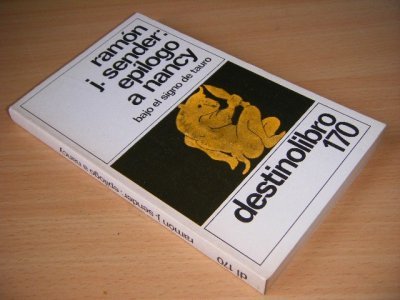 ramón
j. sender:
epílogo
a nancy
bajo el signo de tauro
destinolibro
170
ramón j. sender: epílogo a nancy
dl 170